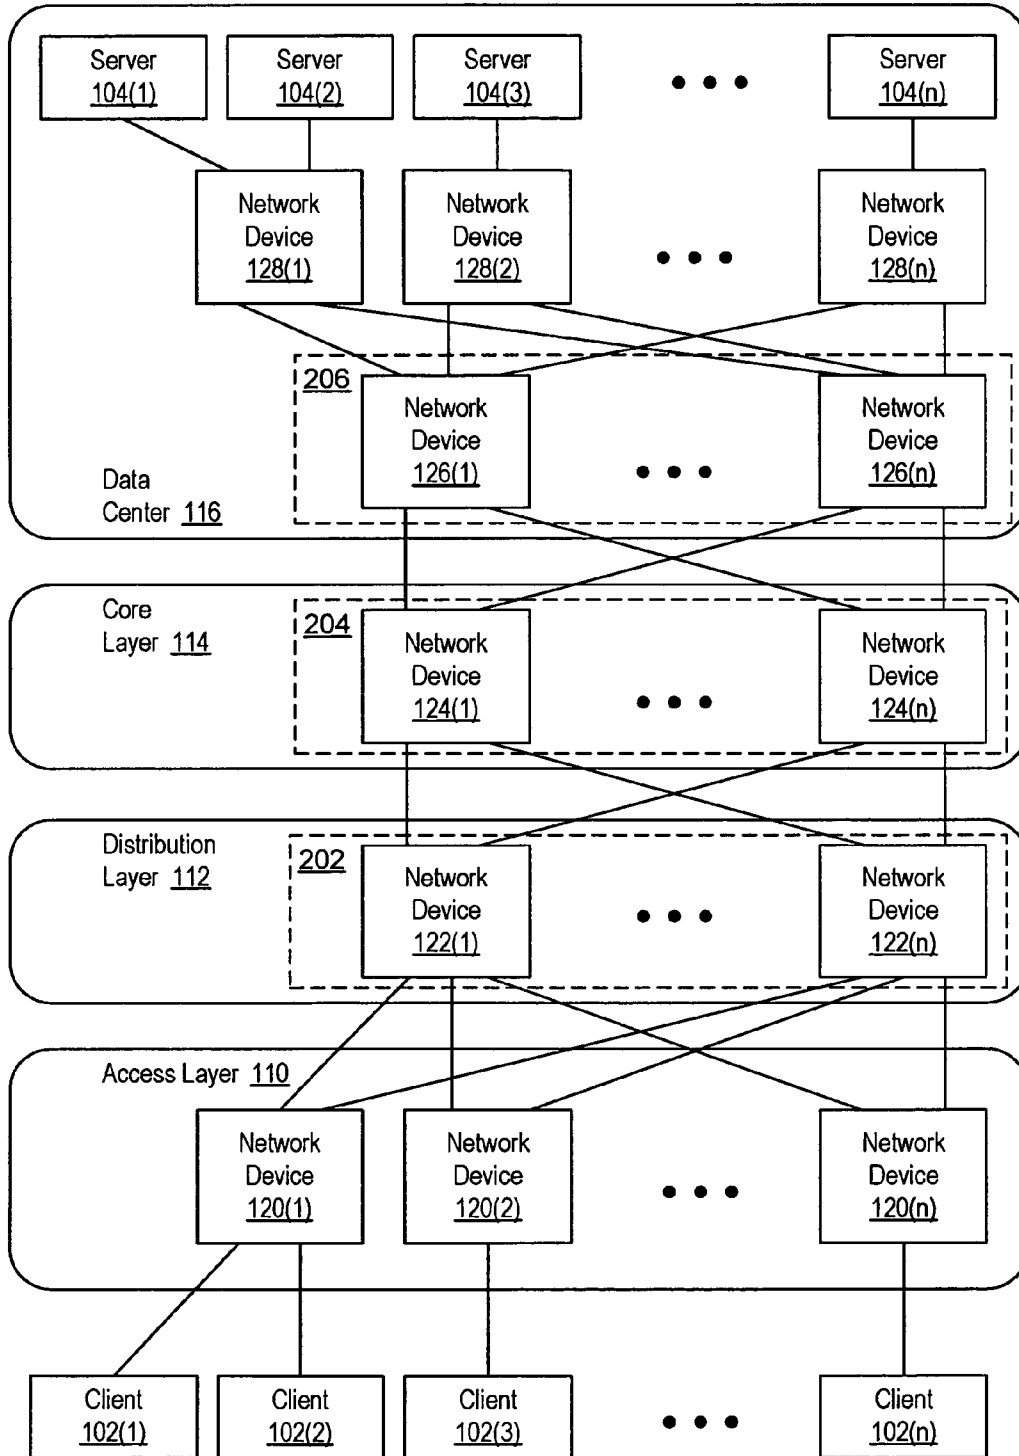 Server
104(1)
Server
104(2)
Server
104(3)
Server
104(n)
Network
Device
128(1)
Network
Device
128(2)
Network
Device
128(n)
206
Network
Device
126(1)
Network
Device
126(n)
Data
Center 116
Core
Layer 114
204
Network
Device
124(1)
Network
Device
124(n)
Distribution
Layer 112
202
Network
Device
122(1)
Network
Device
122(n)
Access Layer 110
Network
Device
120(1)
Network
Device
120(2)
Network
Device
120(n)
Client
102(1)
Client
102(2)
Client
102(3)
Client
102(n)